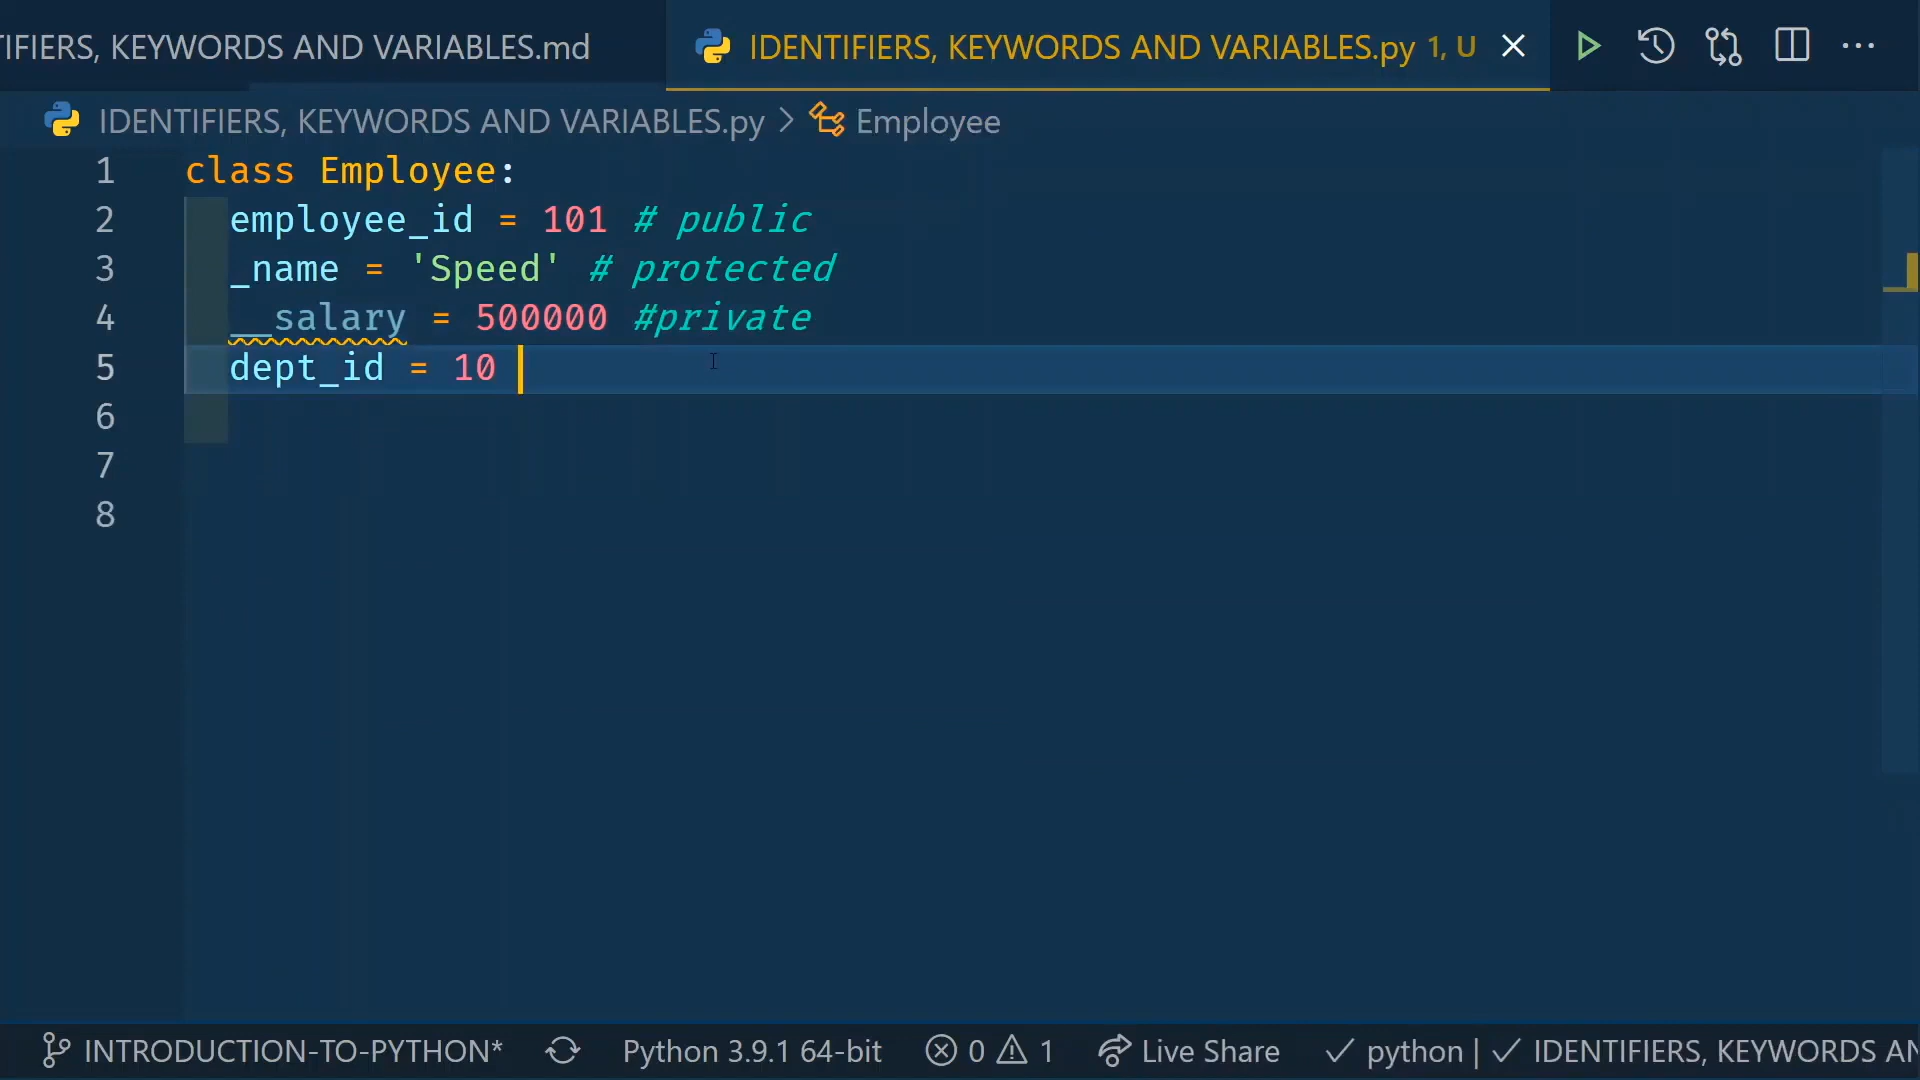 TIFIERS, KEYWORDS AND VARIABLES.md
IDENTIFIERS, KEYWORDS AND VARIABLES.py 1, U
IDENTIFIERS, KEYWORDS AND VARIABLES.py > Employee
1 class Employee:
2 employee_id = 101 # public
3 _name = 'Speed' # protected
4 __salary = 500000 #private
5 dept_id = 10
6
7
8
INTRODUCTION-TO-PYTHON* Python 3.9.1 64-bit 0 1 Live Share python | IDENTIFIERS, KEYWORDS AN